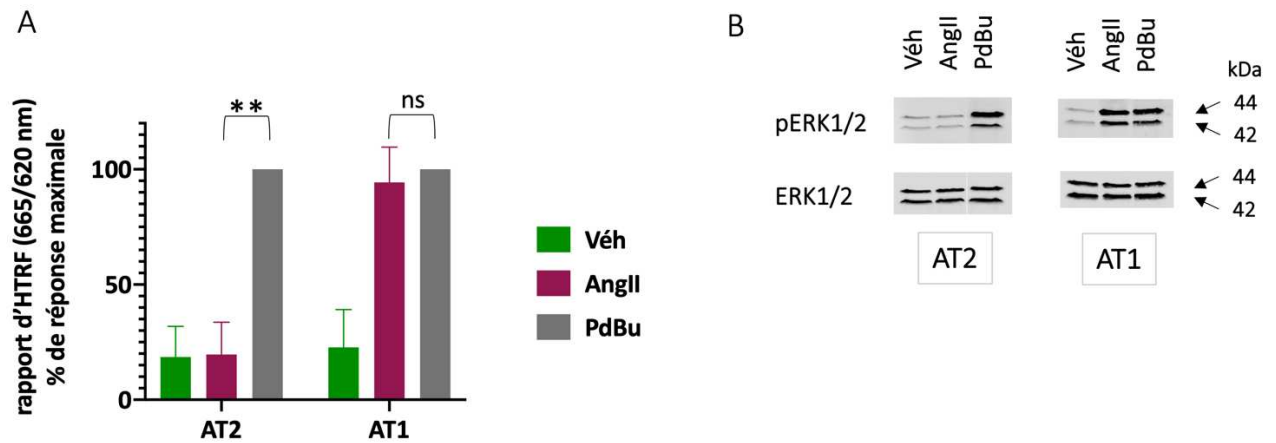 A
rapport d'HTRF (665/620 nm)
% de réponse maximale
100
50
0
**
ns
AT2
AT1
Véh
AngII
PdBu
B
Véh
AngII
PdBu
Véh
AngII
PdBu
kDa
pERK1/2
44
42
ERK1/2
44
42
AT2
AT1